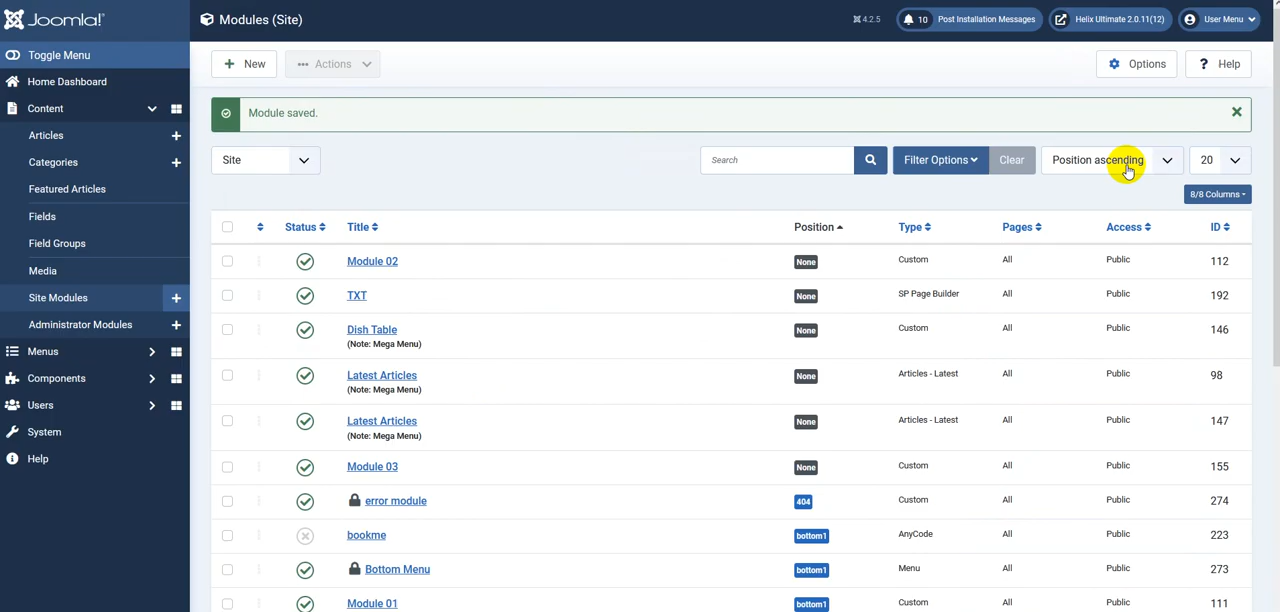 Joomla!®
Modules (Site)
4.2.5
10 Post Installation Messages
Helix Ultimate 2.0.11(12)
User Menu
Toggle Menu
Home Dashboard
Content
Articles
Categories
Featured Articles
Fields
Field Groups
Media
Site Modules
Administrator Modules
Menus
Components
Users
System
Help
New
Actions
Options
? Help
Module saved.
Site
Search
Filter Options
Clear
Position ascending
20
8/8 Columns
Status Title Position Type Pages Access ID
Module 02 None Custom All Public 112
TXT None SP Page Builder All Public 192
Dish Table None Custom All Public 146
(Note: Mega Menu)
Latest Articles None Articles - Latest All Public 98
(Note: Mega Menu)
Latest Articles None Articles - Latest All Public 147
(Note: Mega Menu)
Module 03 None Custom All Public 155
error module 404 Custom All Public 274
bookme bottom1 AnyCode All Public 223
Bottom Menu bottom1 Menu All Public 273
Module 01 bottom1 Custom All Public 111